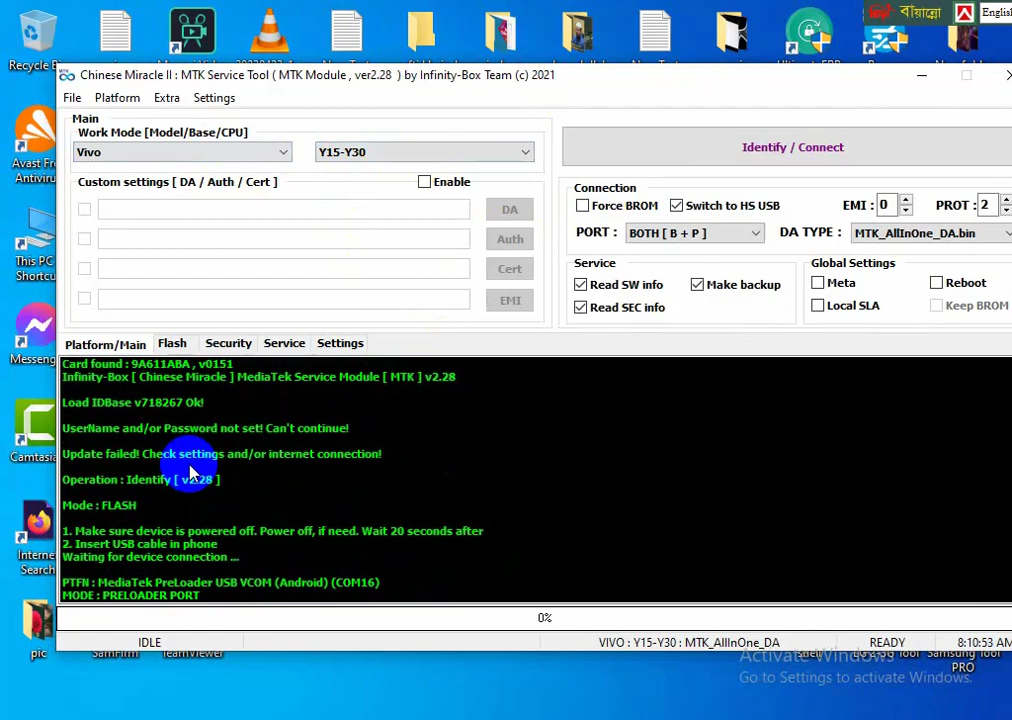 বাঁয়ান্নো
English
Recycle Bi
New Te
Chinese Miracle II : MTK Service Tool ( MTK Module , ver2.28 ) by Infinity-Box Team (c) 2021
File Platform Extra Settings
Main
Work Mode [Model/Base/CPU]
Vivo Y15-Y30
Identify / Connect
Custom settings [ DA / Auth / Cert ] Enable
DA
Auth
Cert
EMI
Connection
Force BROM Switch to HS USB EMI : 0 PROT : 2
PORT : BOTH [ B + P ] DA TYPE : MTK_AllInOne_DA.bin
Service
Read SW info Make backup
Read SEC info
Global Settings
Meta Reboot
Local SLA Keep BROM
Avast Fr
Antiviru
This PC
Shortcu
Messeng
Camtasia
Interne
Search
pic
Platform/Main Flash Security Service Settings
Card found : 9A611ABA , v0151
Infinity-Box [ Chinese Miracle ] MediaTek Service Module [ MTK ] v2.28
Load IDBase v718267 Ok!
UserName and/or Password not set! Can't continue!
Update failed! Check settings and/or internet connection!
Operation : Identify [ v2.28 ]
Mode : FLASH
1. Make sure device is powered off. Power off, if need. Wait 20 seconds after
2. Insert USB cable in phone
Waiting for device connection ...
PTFN : MediaTek PreLoader USB VCOM (Android) (COM16)
MODE : PRELOADER PORT
0%
IDLE VIVO : Y15-Y30 : MTK_AllInOne_DA READY 8:10:53 AM
SamFirm TeamViewer
Tool Samsung Tool
PRO
Activate Windows
Go to Settings to activate Windows.